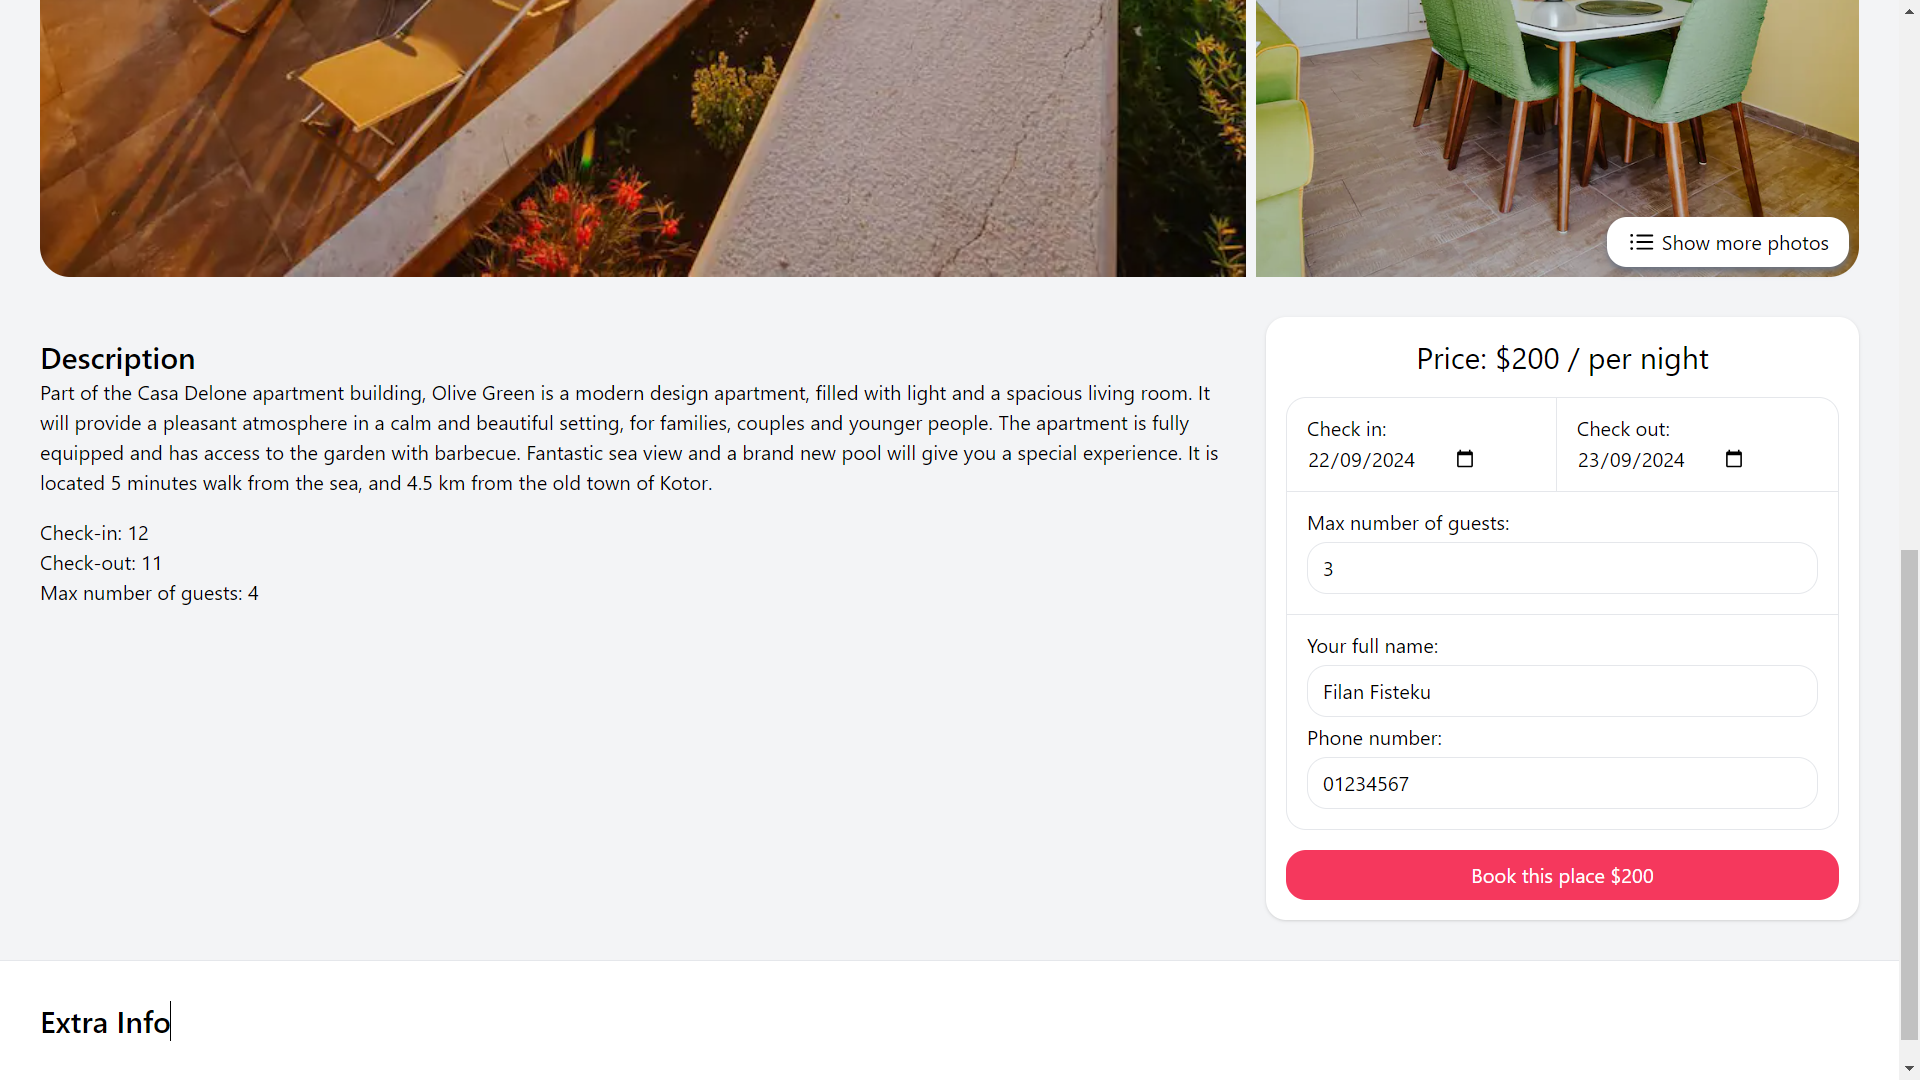 Show more photos
Description
Part of the Casa Delone apartment building, Olive Green is a modern design apartment, filled with light and a spacious living room. It
will provide a pleasant atmosphere in a calm and beautiful setting, for families, couples and younger people. The apartment is fully
equipped and has access to the garden with barbecue. Fantastic sea view and a brand new pool will give you a special experience. It is
located 5 minutes walk from the sea, and 4.5 km from the old town of Kotor.
Check-in: 12
Check-out: 11
Max number of guests: 4
Price: $200 / per night
Check in:
22/09/2024
Check out:
23/09/2024
Max number of guests:
3
Your full name:
Filan Fisteku
Phone number:
01234567
Book this place $200
Extra Info